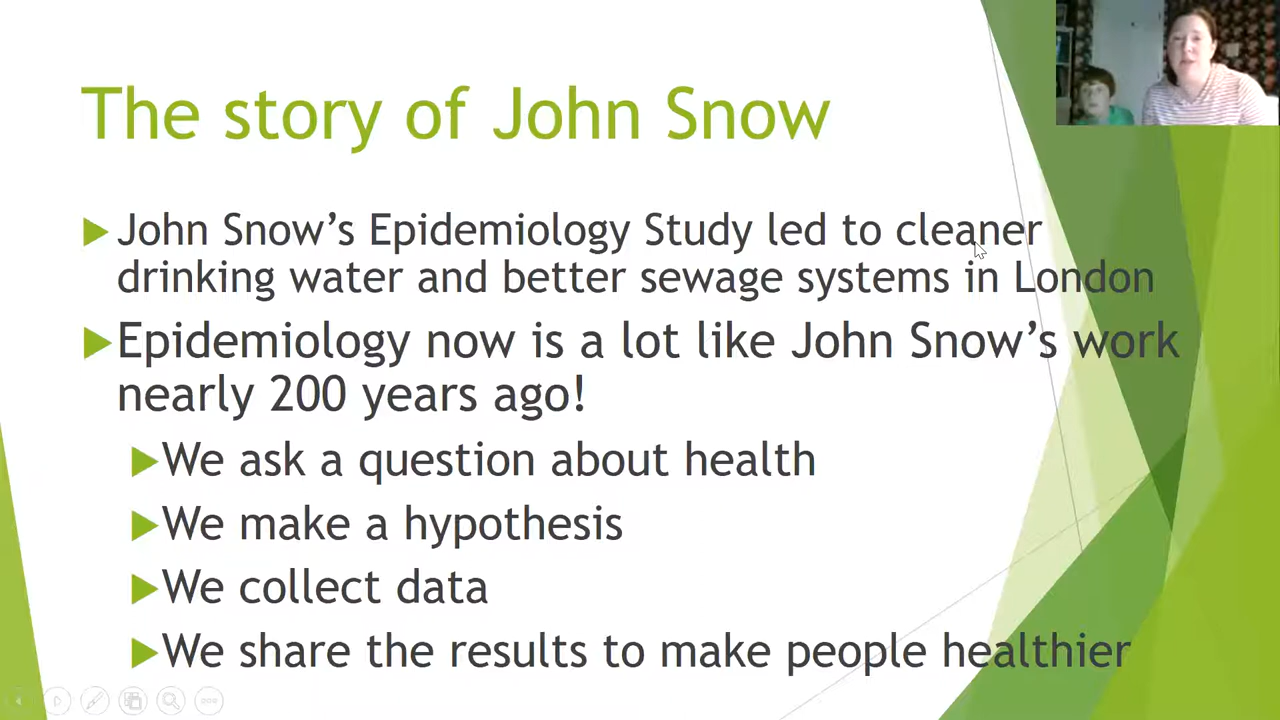 The story of John Snow
John Snow’s Epidemiology Study led to cleaner
drinking water and better sewage systems in London
Epidemiology now is a lot like John Snow’s work
nearly 200 years ago!
We ask a question about health
We make a hypothesis
We collect data
We share the results to make people healthier